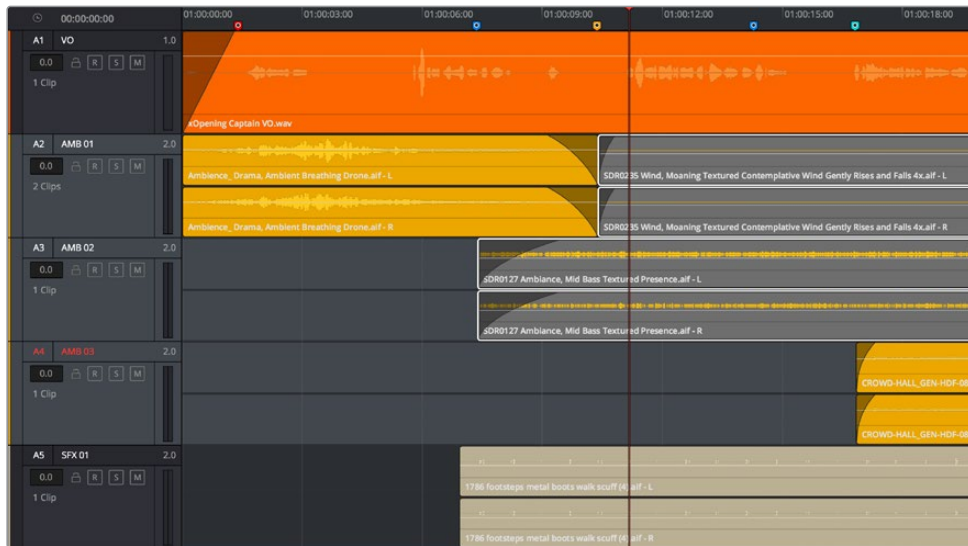 00:00:00:00 01:00:00:00 01:00:03:00 01:00:06:00 01:00:09:00 01:00:12:00 01:00:15:00 01:00:18:00
A1 VO 1.0
0.0 R S M
1 Clip
xOpening Captain VO.wav
A2 AMB 01 2.0
0.0 R S M
2 Clips
Ambience_ Drama, Ambient Breathing Drone.aif - L
SDR0235 Wind, Moaning Textured Contemplative Wind Gently Rises and Falls 4x.aif - L
Ambience_ Drama, Ambient Breathing Drone.aif - R
SDR0235 Wind, Moaning Textured Contemplative Wind Gently Rises and Falls 4x.aif - R
A3 AMB 02 2.0
0.0 R S M
1 Clip
SDR0127 Ambiance, Mid Bass Textured Presence.aif - L
SDR0127 Ambiance, Mid Bass Textured Presence.aif - R
A4 AMB 03 2.0
0.0 R S M
1 Clip
CROWD-HALL_GEN-HDF-08
CROWD-HALL_GEN-HDF-08
A5 SFX 01 2.0
0.0 R S M
1 Clip
1786 footsteps metal boots walk scuff (4).aif - L
1786 footsteps metal boots walk scuff (4).aif - R